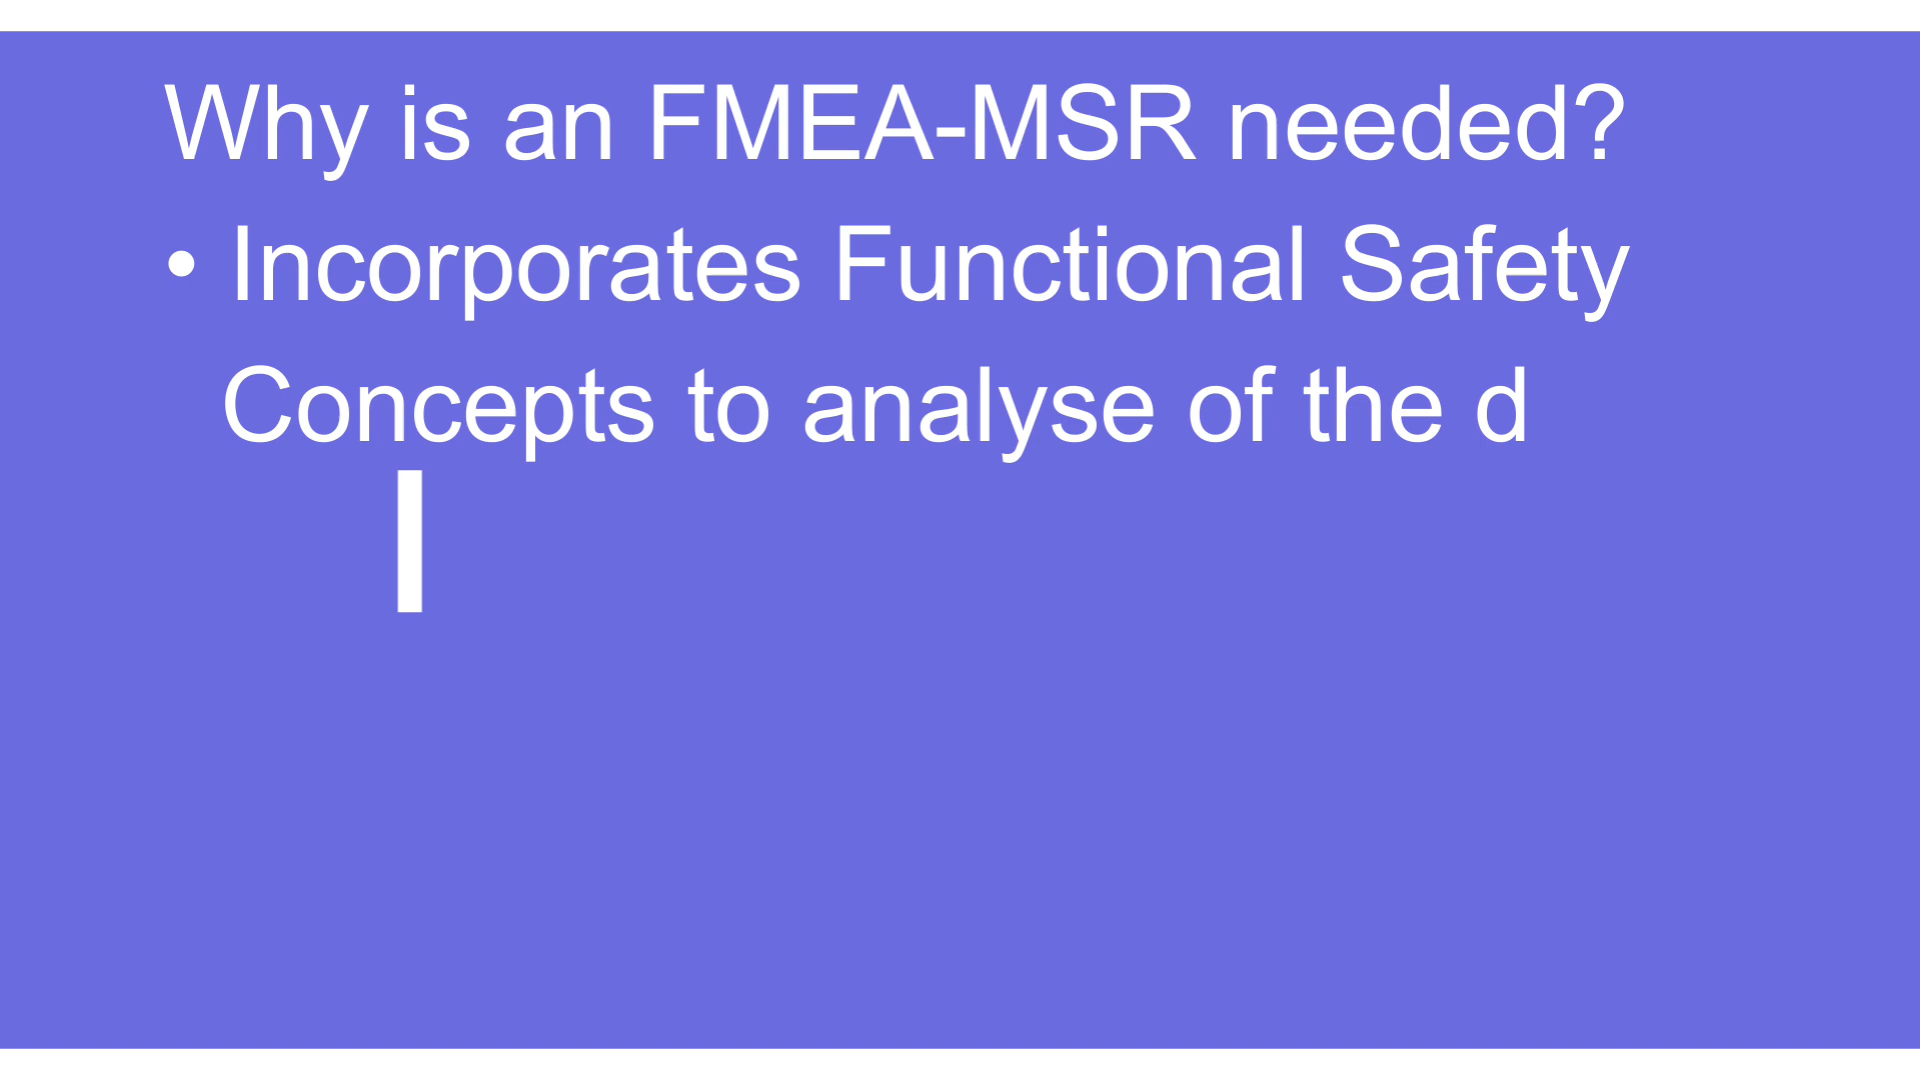 Why is an FMEA-MSR needed?
• Incorporates Functional Safety
Concepts to analyse of the d